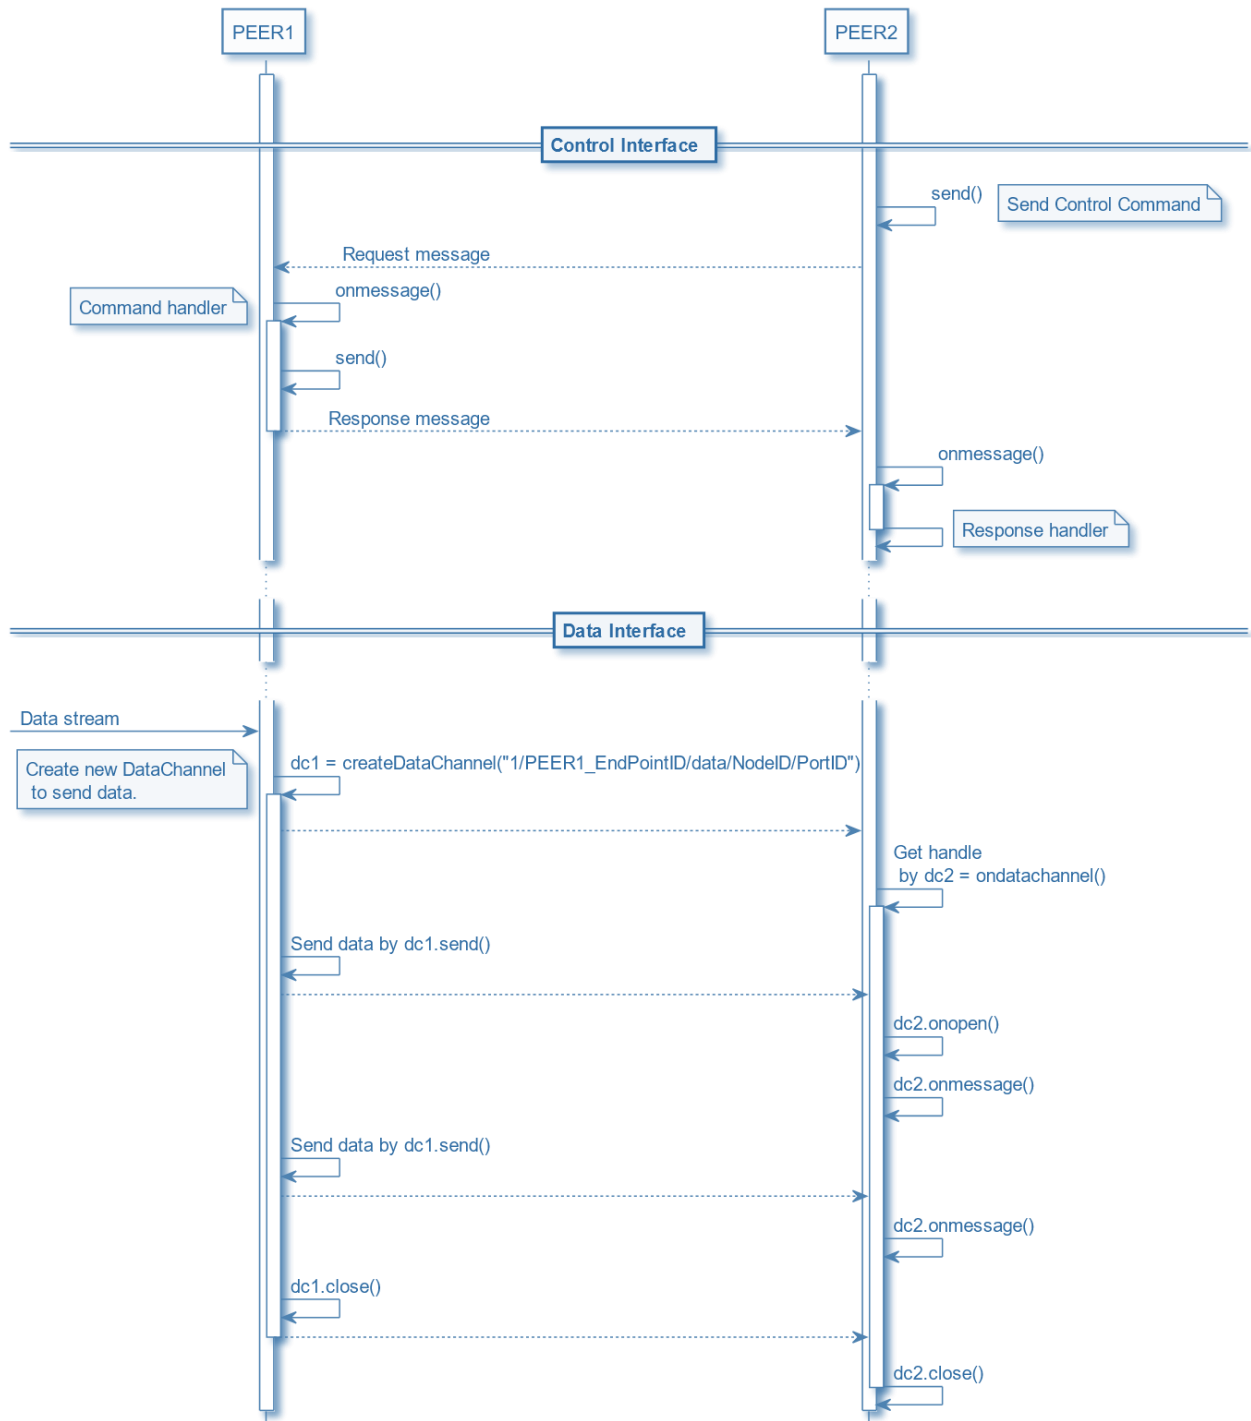 PEER1
PEER2
Control Interface
send()
Send Control Command
Request message
onmessage()
Command handler
send()
Response message
onmessage()
Response handler
Data Interface
Data stream
Create new DataChannel
to send data.
dc1 = createDataChannel("1/PEER1_EndPointID/data/NodeID/PortID")
Get handle
by dc2 = ondatachannel()
Send data by dc1.send()
dc2.onopen()
dc2.onmessage()
Send data by dc1.send()
dc2.onmessage()
dc1.close()
dc2.close()